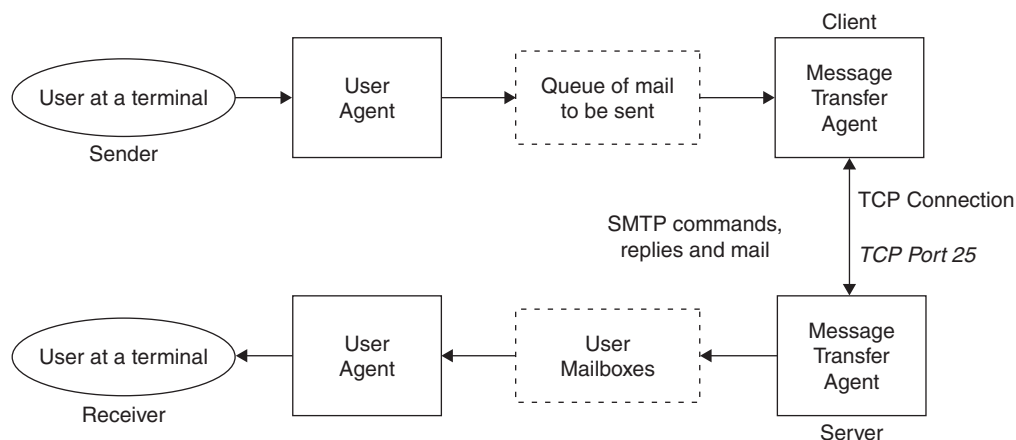 Client
User at a terminal
Sender
User
Agent
Queue of mail
to be sent
Message
Transfer
Agent
TCP Connection
SMTP commands,
replies and mail
TCP Port 25
User at a terminal
Receiver
User
Agent
User
Mailboxes
Message
Transfer
Agent
Server